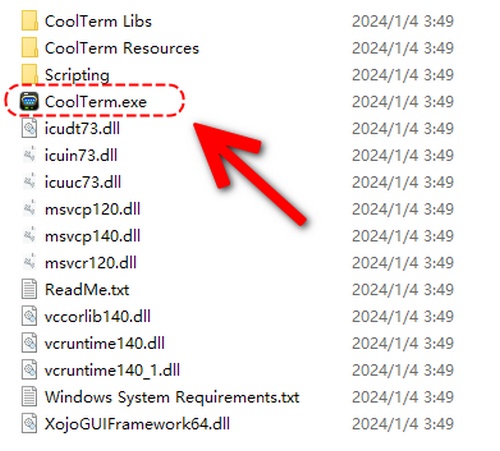 CoolTerm Libs 2024/1/4 3:49
CoolTerm Resources 2024/1/4 3:49
Scripting 2024/1/4 3:49
CoolTerm.exe 2024/1/4 3:49
icudt73.dll 2024/1/4 3:49
icuin73.dll 2024/1/4 3:49
icuuc73.dll 2024/1/4 3:49
msvcp120.dll 2024/1/4 3:49
msvcp140.dll 2024/1/4 3:49
msvcr120.dll 2024/1/4 3:49
ReadMe.txt 2024/1/4 3:49
vccorlib140.dll 2024/1/4 3:49
vcruntime140.dll 2024/1/4 3:49
vcruntime140_1.dll 2024/1/4 3:49
Windows System Requirements.txt 2024/1/4 3:49
XojoGUIFramework64.dll 2024/1/4 3:49